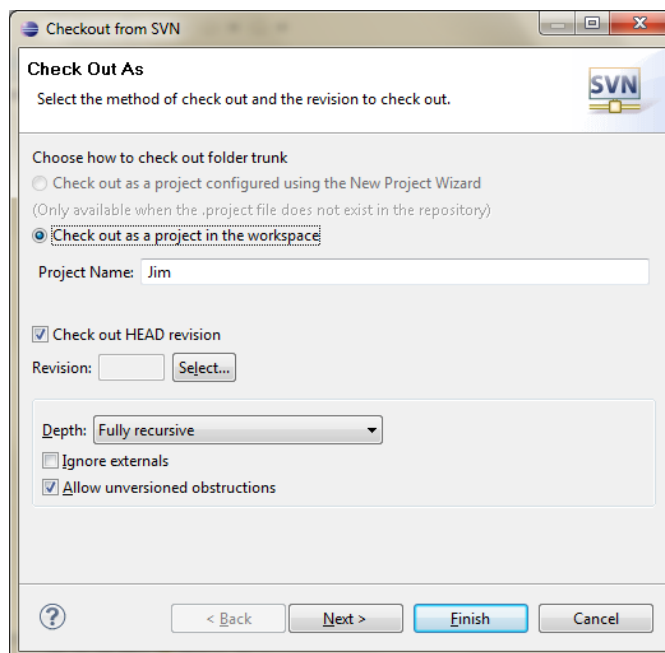 Checkout from SVN
Check Out As
Select the method of check out and the revision to check out.
SVN
Choose how to check out folder trunk
Check out as a project configured using the New Project Wizard
(Only available when the .project file does not exist in the repository)
Check out as a project in the workspace
Project Name: Jim
Check out HEAD revision
Revision: Select...
Depth: Fully recursive
Ignore externals
Allow unversioned obstructions
? < Back Next > Finish Cancel